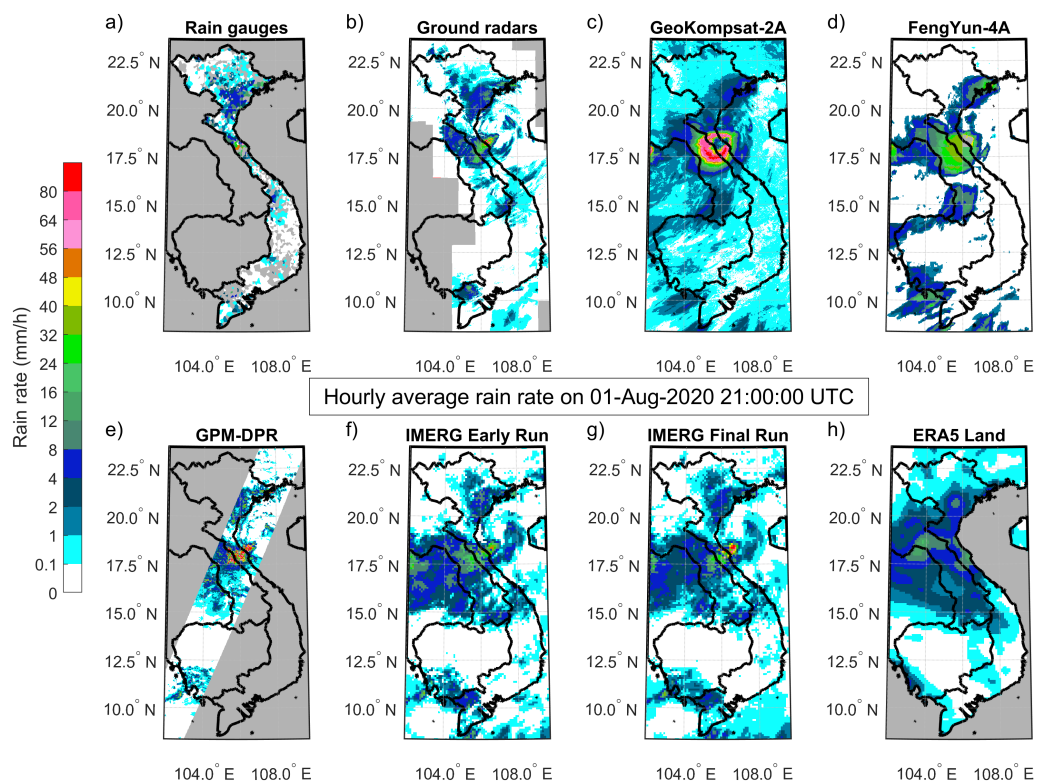 a) Rain gauges
b) Ground radars
c) GeoKompsat-2A
d) FengYun-4A
22.5° N
20.0° N
17.5° N
15.0° N
12.5° N
10.0° N
104.0° E 108.0° E
22.5° N
20.0° N
17.5° N
15.0° N
12.5° N
10.0° N
104.0° E 108.0° E
22.5° N
20.0° N
17.5° N
15.0° N
12.5° N
10.0° N
104.0° E 108.0° E
22.5° N
20.0° N
17.5° N
15.0° N
12.5° N
10.0° N
104.0° E 108.0° E
Rain rate (mm/h)
80
64
56
48
40
32
24
16
12
8
4
2
1
0.1
0
Hourly average rain rate on 01-Aug-2020 21:00:00 UTC
e) GPM-DPR
f) IMERG Early Run
g) IMERG Final Run
h) ERA5 Land
22.5° N
20.0° N
17.5° N
15.0° N
12.5° N
10.0° N
104.0° E 108.0° E
22.5° N
20.0° N
17.5° N
15.0° N
12.5° N
10.0° N
104.0° E 108.0° E
22.5° N
20.0° N
17.5° N
15.0° N
12.5° N
10.0° N
104.0° E 108.0° E
22.5° N
20.0° N
17.5° N
15.0° N
12.5° N
10.0° N
104.0° E 108.0° E